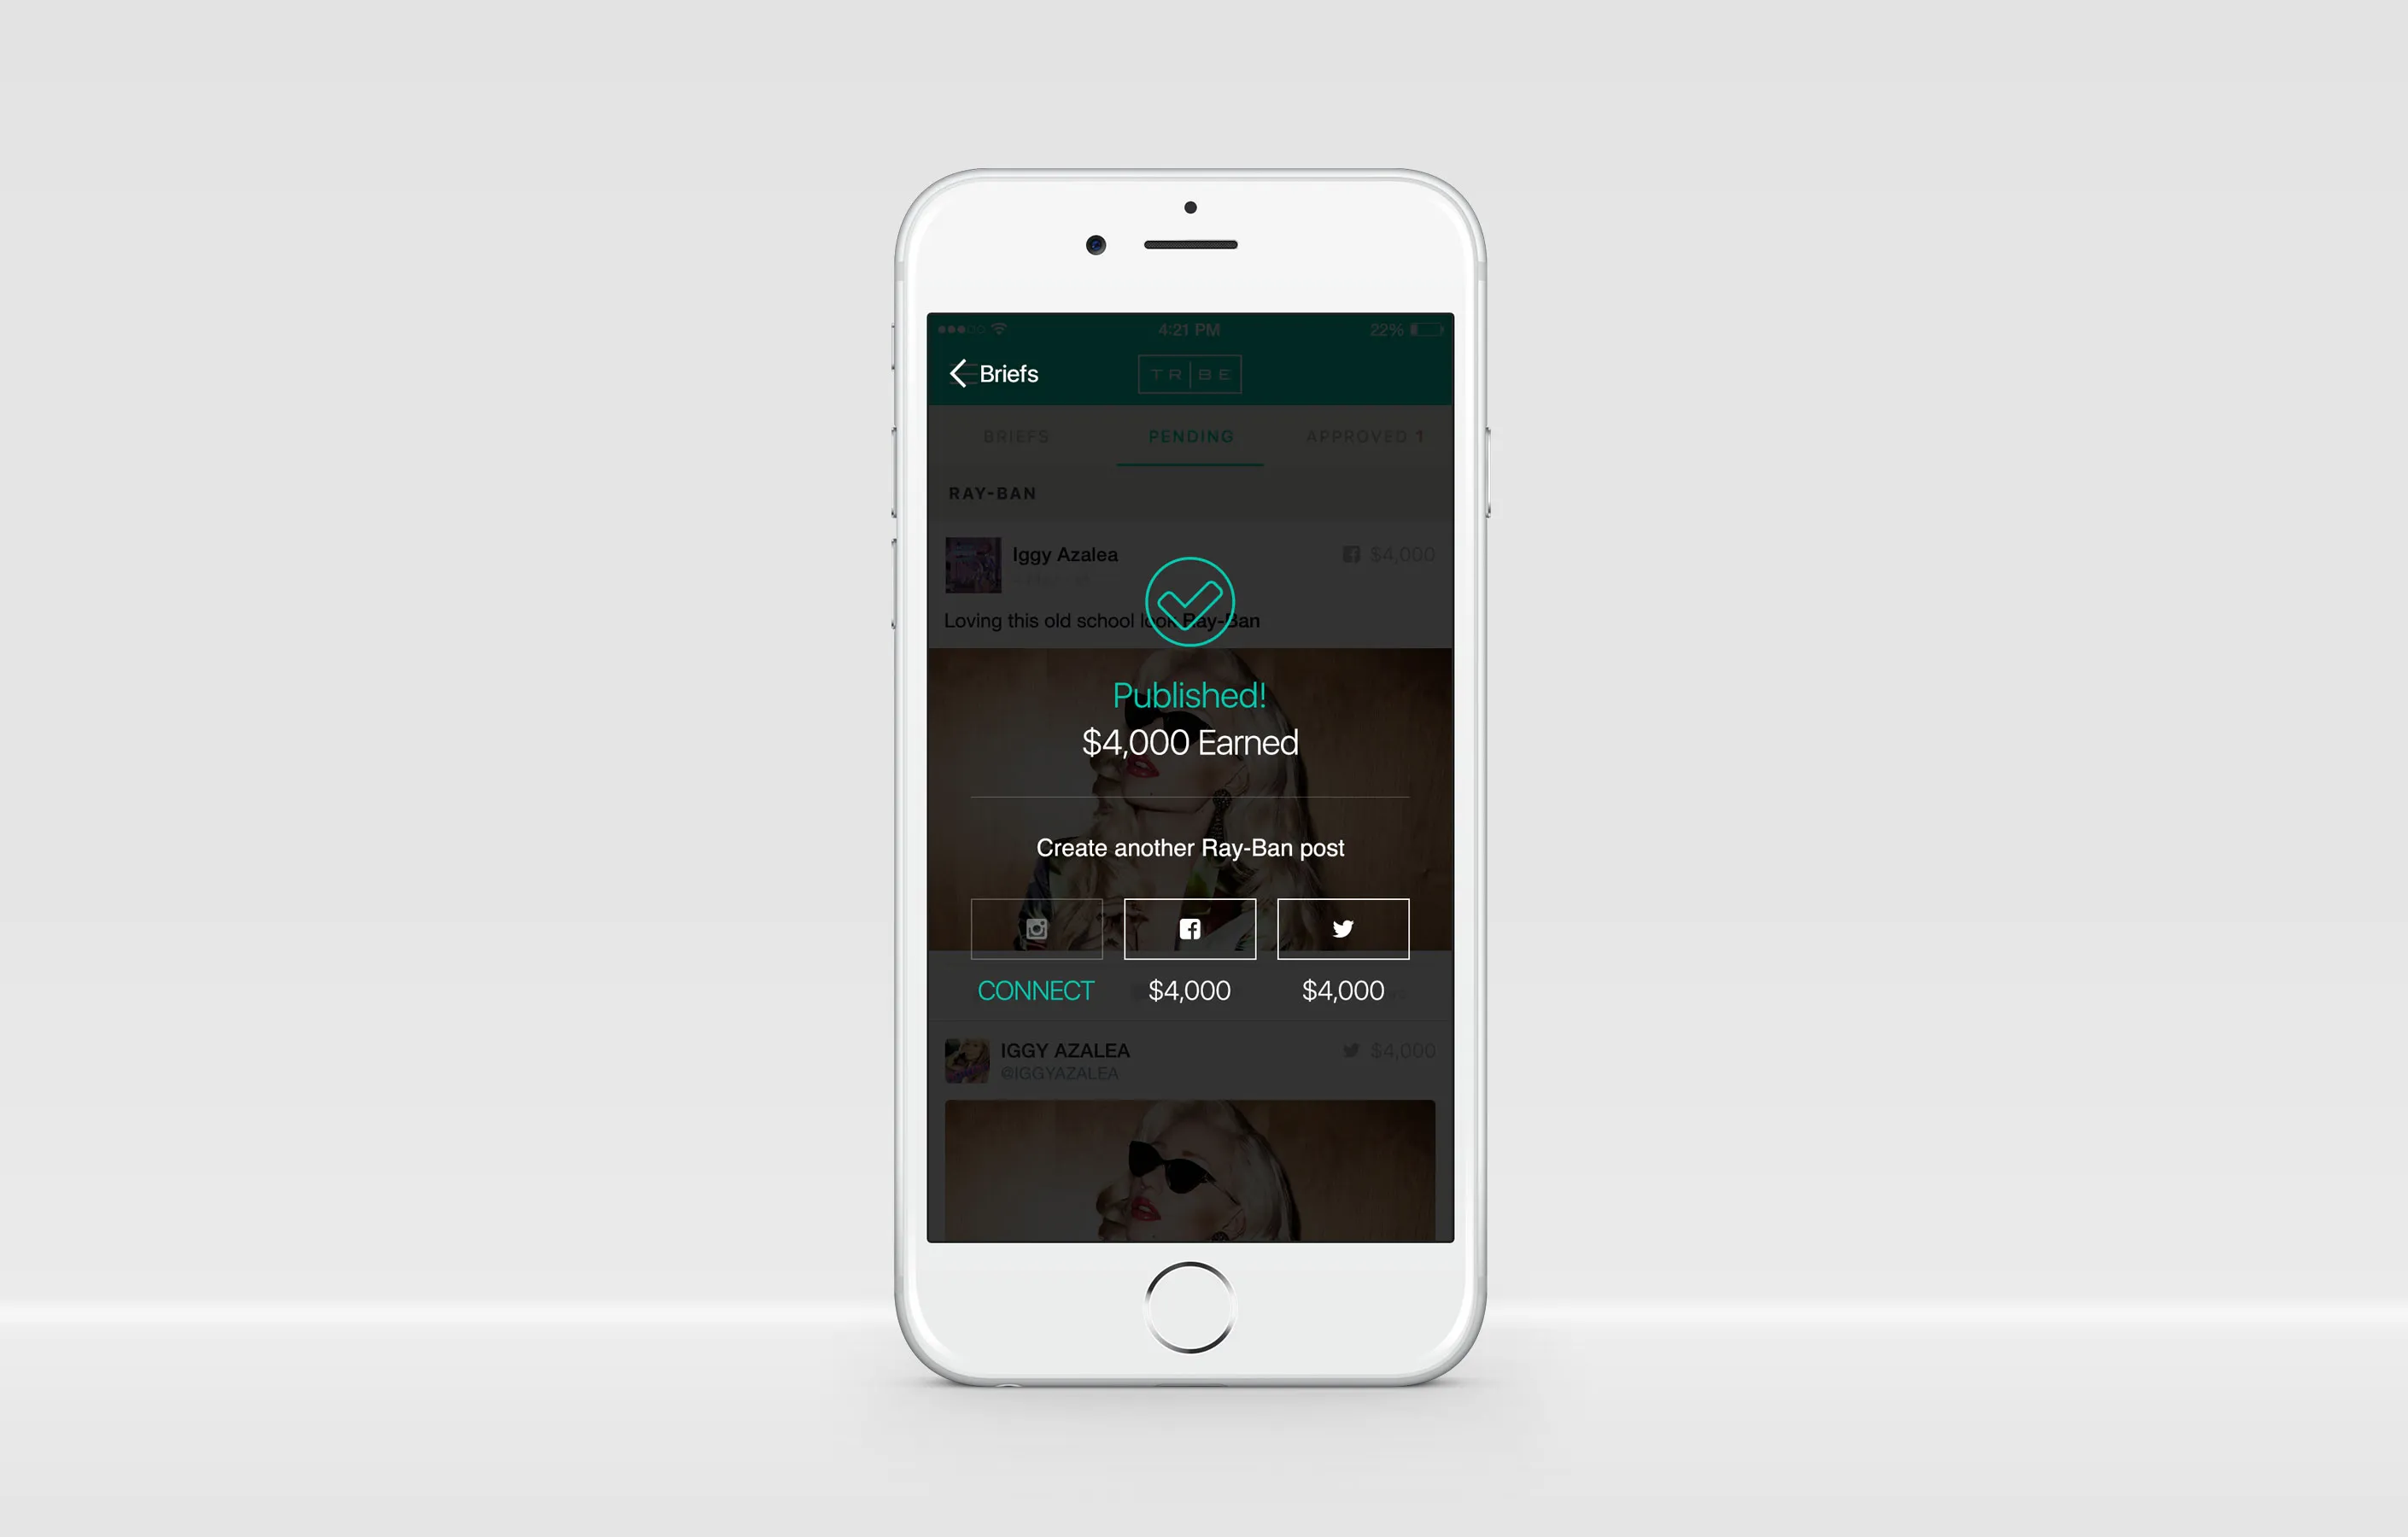 4:21 PM
22%
Briefs
TR|BE
BRIEFS
PENDING
APPROVED 1
RAY-BAN
Iggy Azalea
$4,000
Loving this old school look Ray-Ban
Published!
$4,000 Earned
Create another Ray-Ban post
CONNECT
$4,000
$4,000
IGGY AZALEA
$4,000
@IGGYAZALEA